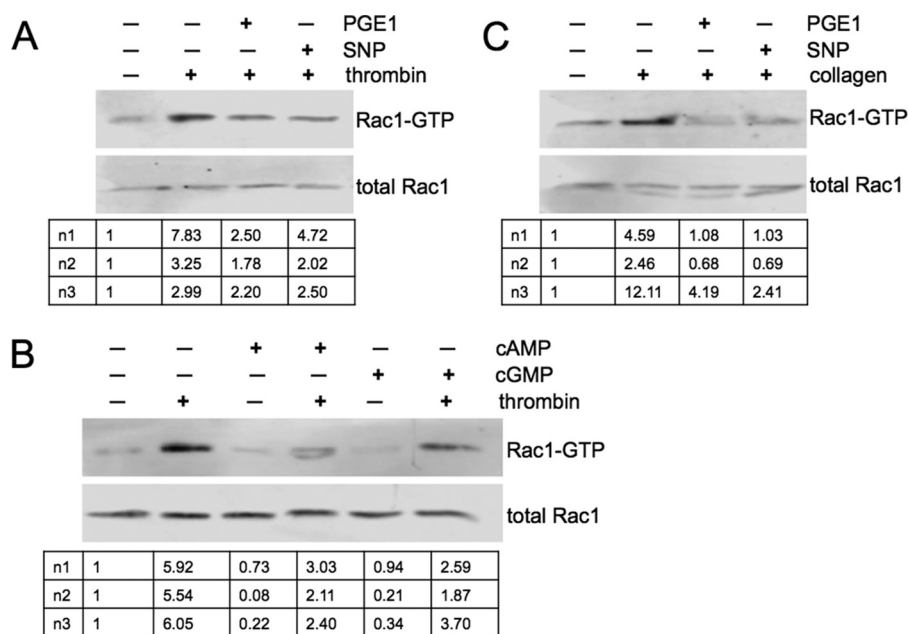 A
— — + — PGE1
— — — + SNP
— + + + thrombin
Rac1-GTP
total Rac1
n1 1 7.83 2.50 4.72
n2 1 3.25 1.78 2.02
n3 1 2.99 2.20 2.50
C
— — + — PGE1
— — — + SNP
— + + + collagen
Rac1-GTP
total Rac1
n1 1 4.59 1.08 1.03
n2 1 2.46 0.68 0.69
n3 1 12.11 4.19 2.41
B
— — + + — — cAMP
— — — — + + cGMP
— + — + — + thrombin
Rac1-GTP
total Rac1
n1 1 5.92 0.73 3.03 0.94 2.59
n2 1 5.54 0.08 2.11 0.21 1.87
n3 1 6.05 0.22 2.40 0.34 3.70